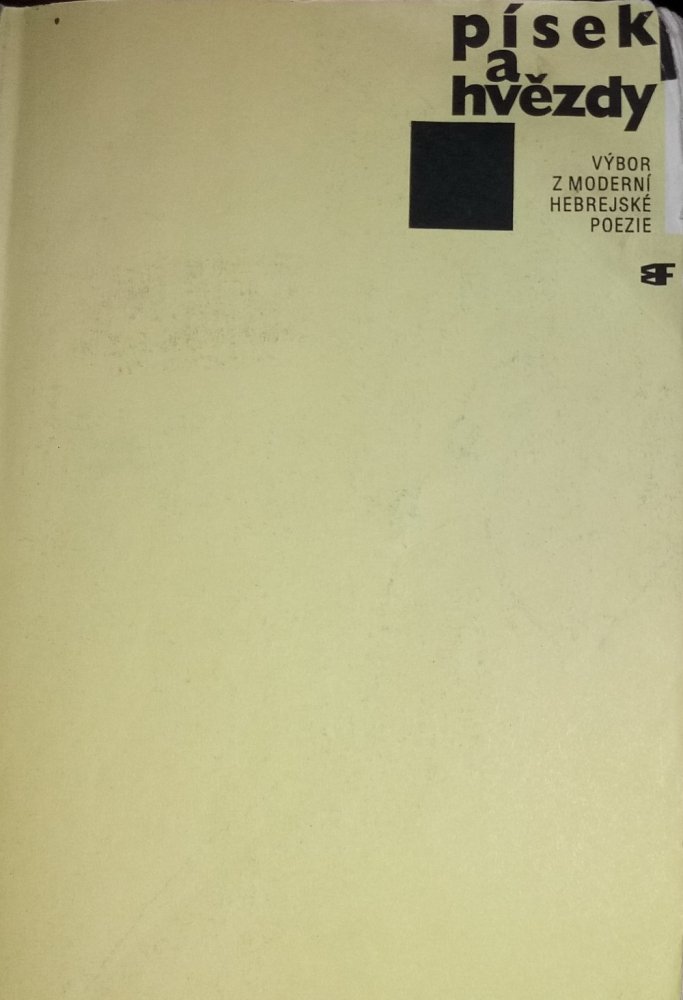 písek
a
hvězdy
VÝBOR
Z MODERNÍ
HEBREJSKÉ
POEZIE